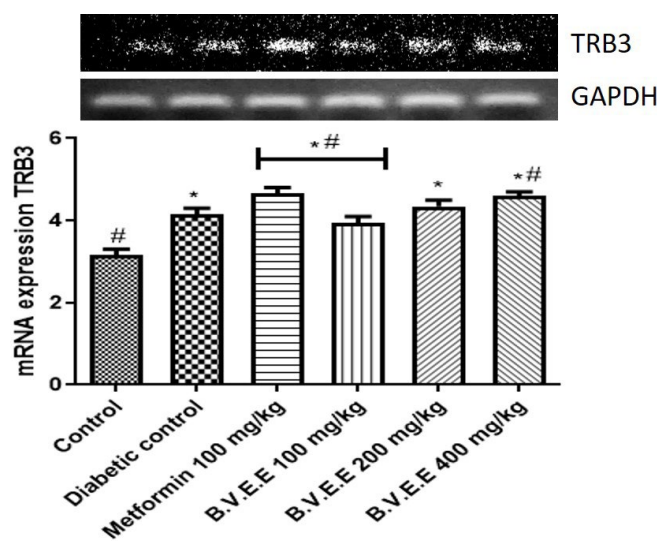 TRB3
GAPDH
mRNA expression TRB3
6
4
2
0
#
*
*#
*
*#
Control
Diabetic control
Metformin 100 mg/kg
B.V.E.E 100 mg/kg
B.V.E.E 200 mg/kg
B.V.E.E 400 mg/kg